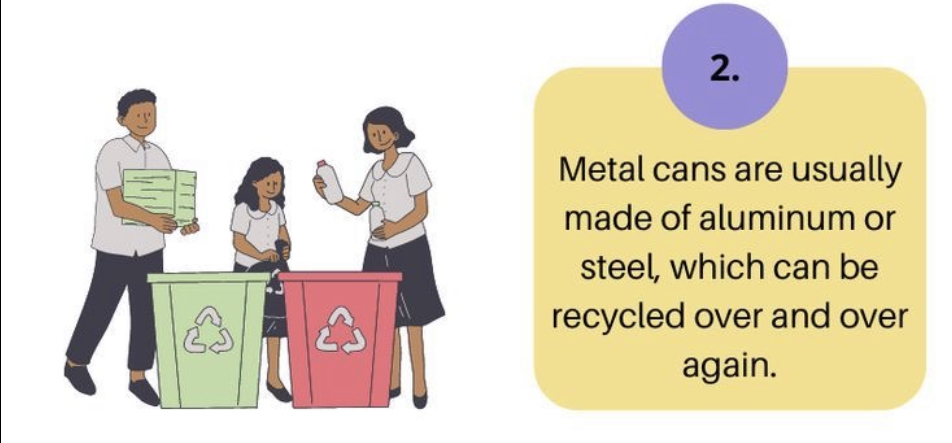 2.
Metal cans are usually
made of aluminum or
steel, which can be
recycled over and over
again.